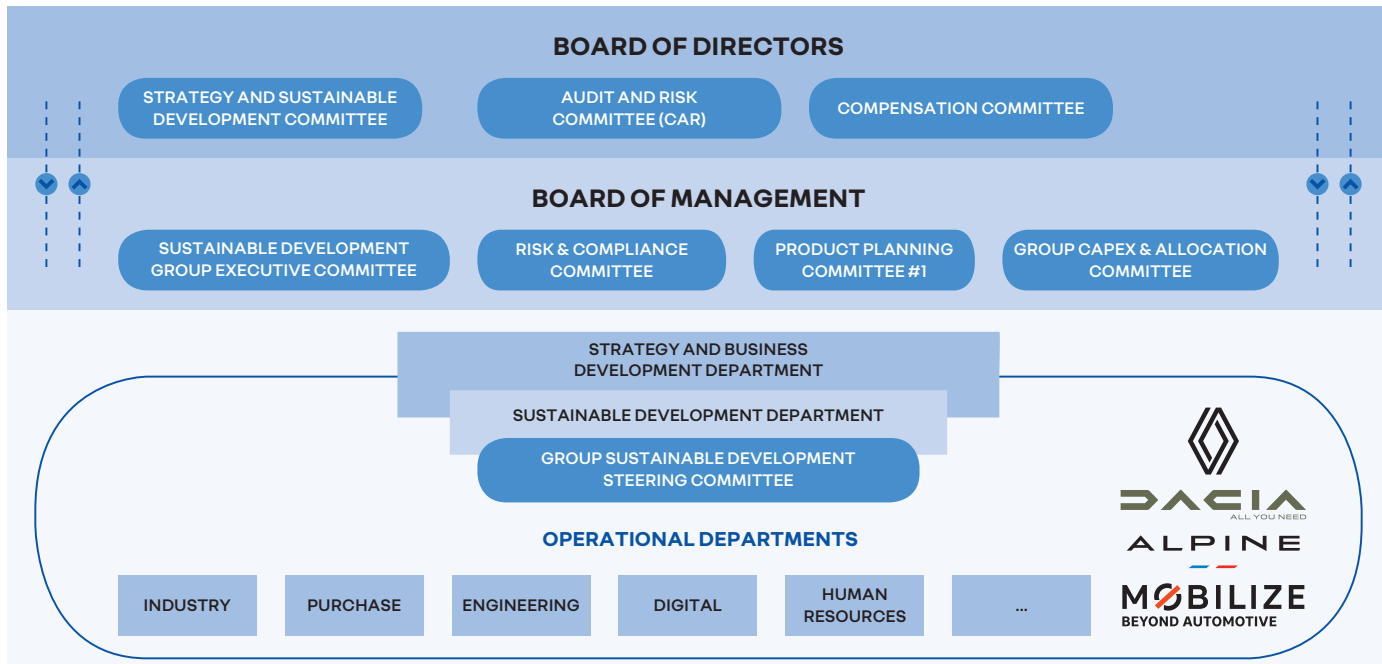 BOARD OF DIRECTORS
STRATEGY AND SUSTAINABLE
DEVELOPMENT COMMITTEE
AUDIT AND RISK
COMMITTEE (CAR)
COMPENSATION COMMITTEE
BOARD OF MANAGEMENT
SUSTAINABLE DEVELOPMENT
GROUP EXECUTIVE COMMITTEE
RISK & COMPLIANCE
COMMITTEE
PRODUCT PLANNING
COMMITTEE #1
GROUP CAPEX & ALLOCATION
COMMITTEE
STRATEGY AND BUSINESS
DEVELOPMENT DEPARTMENT
SUSTAINABLE DEVELOPMENT DEPARTMENT
GROUP SUSTAINABLE DEVELOPMENT
STEERING COMMITTEE
OPERATIONAL DEPARTMENTS
INDUSTRY
PURCHASE
ENGINEERING
DIGITAL
HUMAN
RESOURCES
...
DACIA
ALL YOU NEED
ALPINE
MOBILIZE
BEYOND AUTOMOTIVE